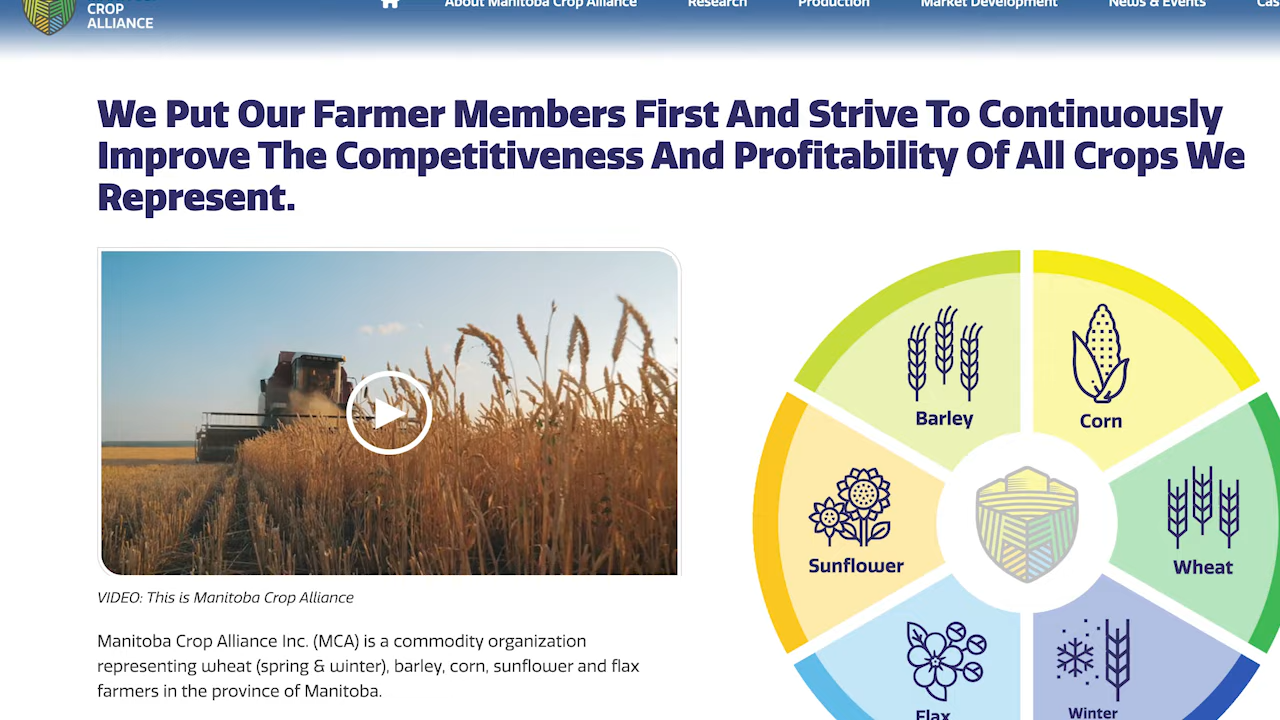 CROP
ALLIANCE
About Manitoba Crop Alliance
Research
Production
Market Development
News & Events
We Put Our Farmer Members First And Strive To Continuously
Improve The Competitiveness And Profitability Of All Crops We
Represent.
Barley
Corn
Sunflower
Wheat
Flax
Winter
VIDEO: This is Manitoba Crop Alliance
Manitoba Crop Alliance Inc. (MCA) is a commodity organization
representing wheat (spring & winter), barley, corn, sunflower and flax
farmers in the province of Manitoba.